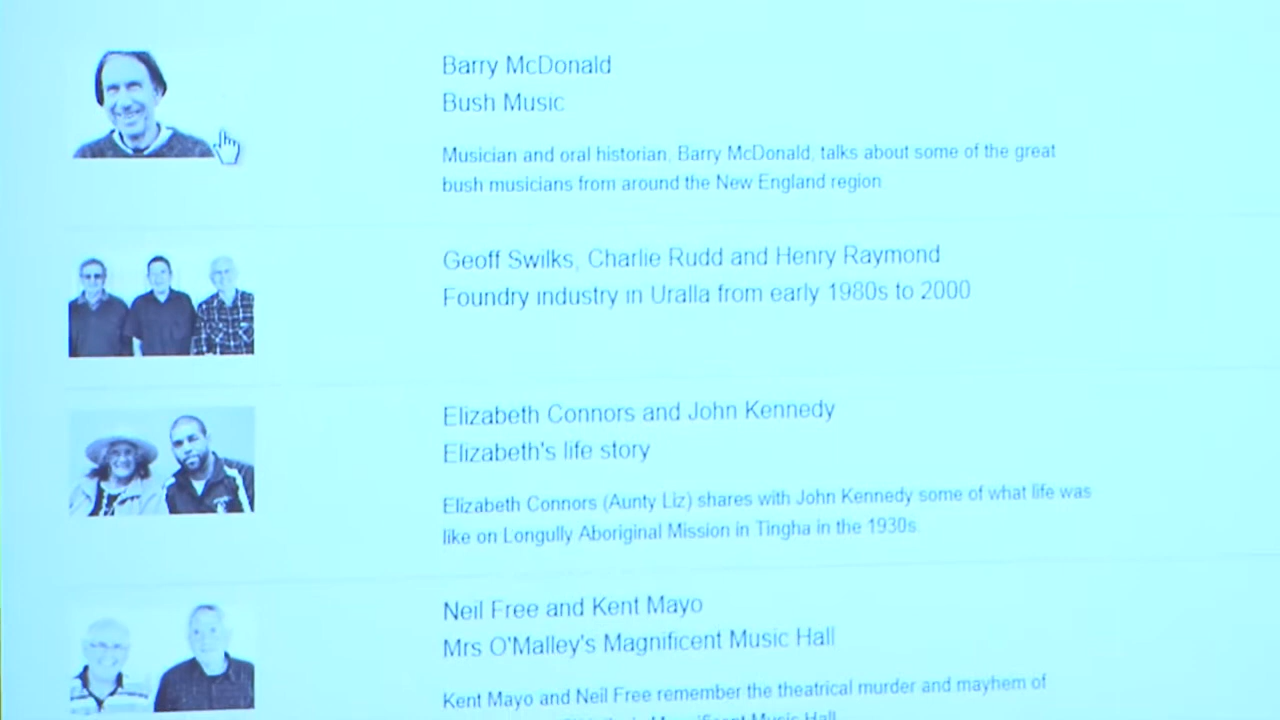 Barry McDonald
Bush Music
Musician and oral historian, Barry McDonald, talks about some of the great
bush musicians from around the New England region
Geoff Swilks, Charlie Rudd and Henry Raymond
Foundry industry in Uralla from early 1980s to 2000
Elizabeth Connors and John Kennedy
Elizabeth's life story
Elizabeth Connors (Aunty Liz) shares with John Kennedy some of what life was
like on Longully Aboriginal Mission in Tingha in the 1930s.
Neil Free and Kent Mayo
Mrs O'Malley's Magnificent Music Hall
Kent Mayo and Neil Free remember the theatrical murder and mayhem of
Magnificent Music Hall